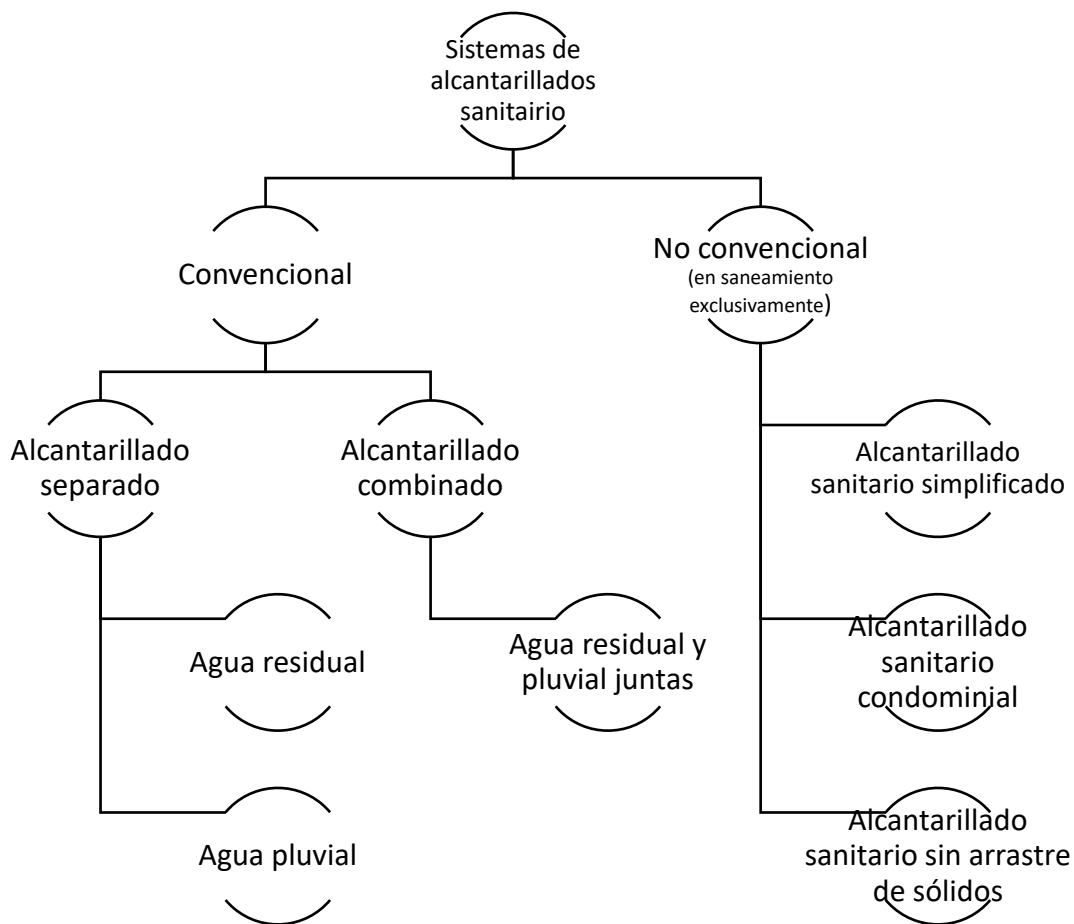 Sistemas de
alcantarillados
sanitairio
Convencional
No convencional
(en saneamiento
exclusivamente)
Alcantarillado
separado
Alcantarillado
combinado
Alcantarillado
sanitario simplificado
Agua residual
Agua residual y
pluvial juntas
Alcantarillado
sanitario
condominial
Agua pluvial
Alcantarillado
sanitario sin arrastre
de sólidos